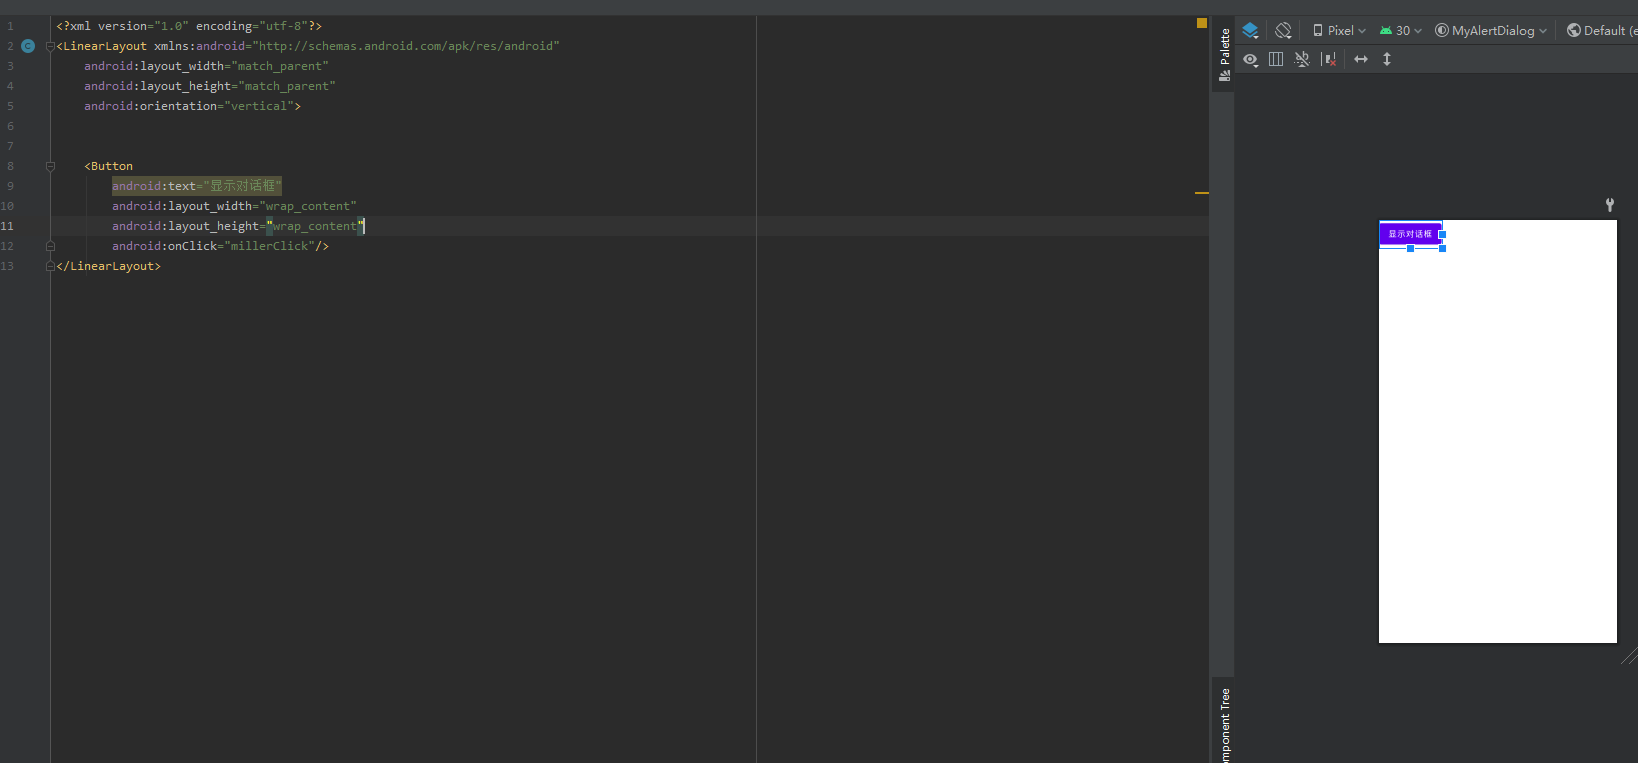 1 <?xml version="1.0" encoding="utf-8"?>
2 <LinearLayout xmlns:android="http://schemas.android.com/apk/res/android"
3 android:layout_width="match_parent"
4 android:layout_height="match_parent"
5 android:orientation="vertical">
6
7
8 <Button
9 android:text="显示对话框"
10 android:layout_width="wrap_content"
11 android:layout_height="wrap_content"
12 android:onClick="millerClick"/>
13 </LinearLayout>
Palette
Pixel 30 MyAlertDialog Default (e
显示对话框
mponent Tree